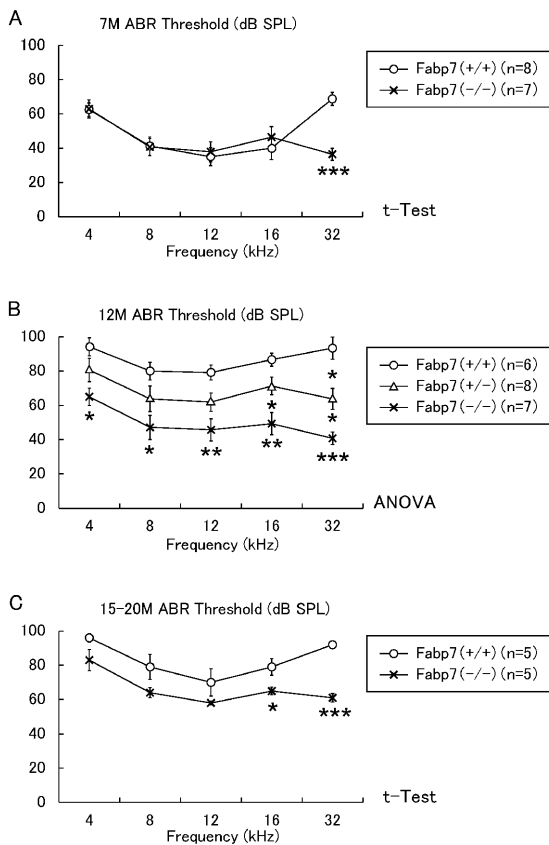 A
7M ABR Threshold (dB SPL)
100
80
60
40
20
0
***
4 8 12 16 32
Frequency (kHz)
Fabp7(+/+)(n=8)
Fabp7(−/−)(n=7)
t-Test
B
12M ABR Threshold (dB SPL)
100
80
60
40
20
0
*
* *
* * ** ** ***
4 8 12 16 32
Frequency (kHz)
Fabp7(+/+)(n=6)
Fabp7(+/−)(n=8)
Fabp7(−/−)(n=7)
ANOVA
C
15-20M ABR Threshold (dB SPL)
100
80
60
40
20
0
* ***
4 8 12 16 32
Frequency (kHz)
Fabp7(+/+)(n=5)
Fabp7(−/−)(n=5)
t-Test